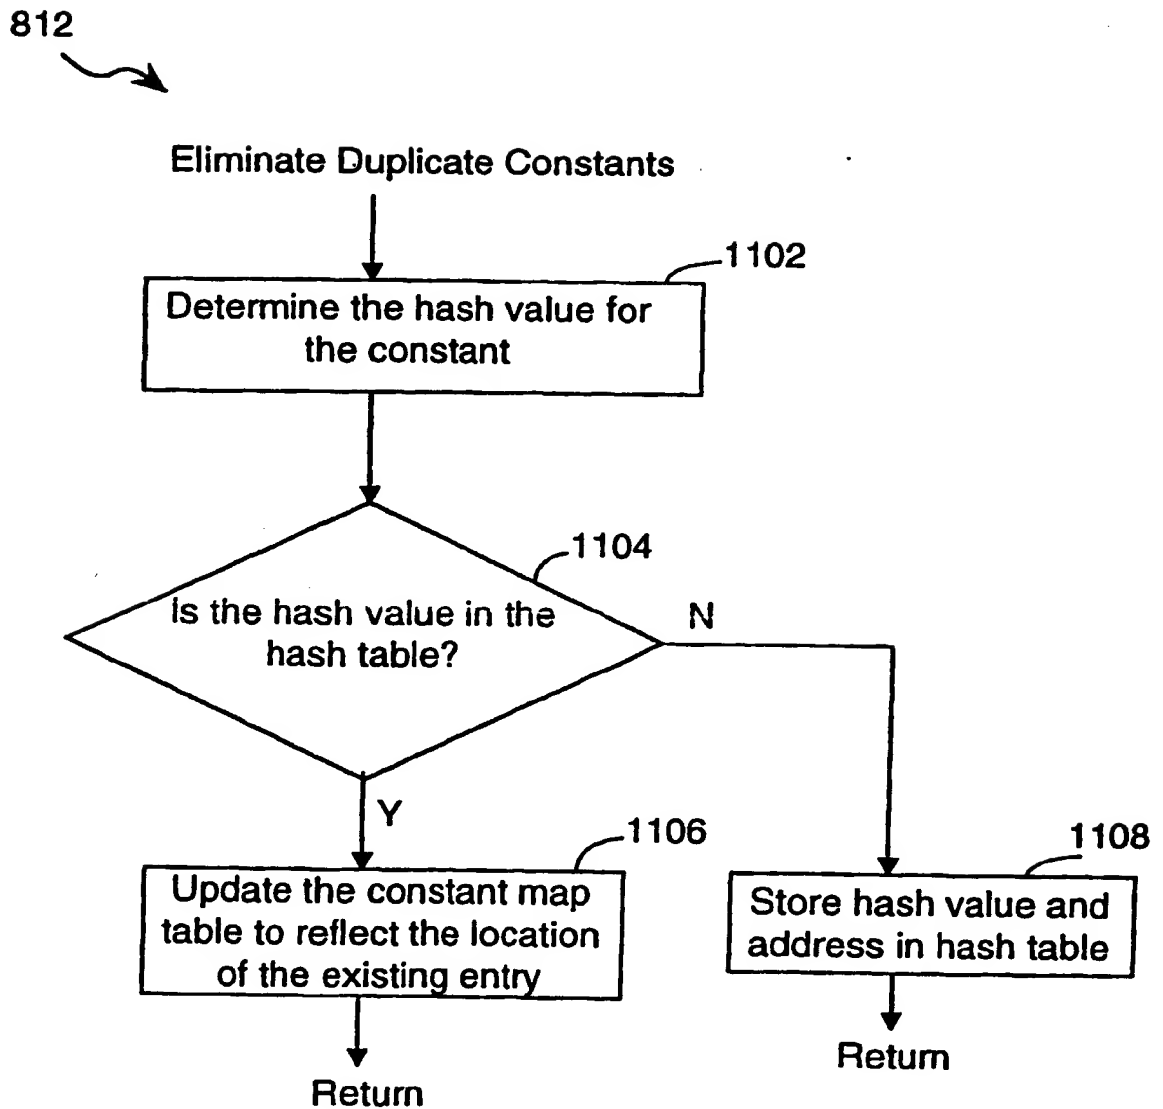 812
Eliminate Duplicate Constants
1102
Determine the hash value for
the constant
1104
Is the hash value in the
hash table?
N
Y
1106
Update the constant map
table to reflect the location
of the existing entry
1108
Store hash value and
address in hash table
Return
Return